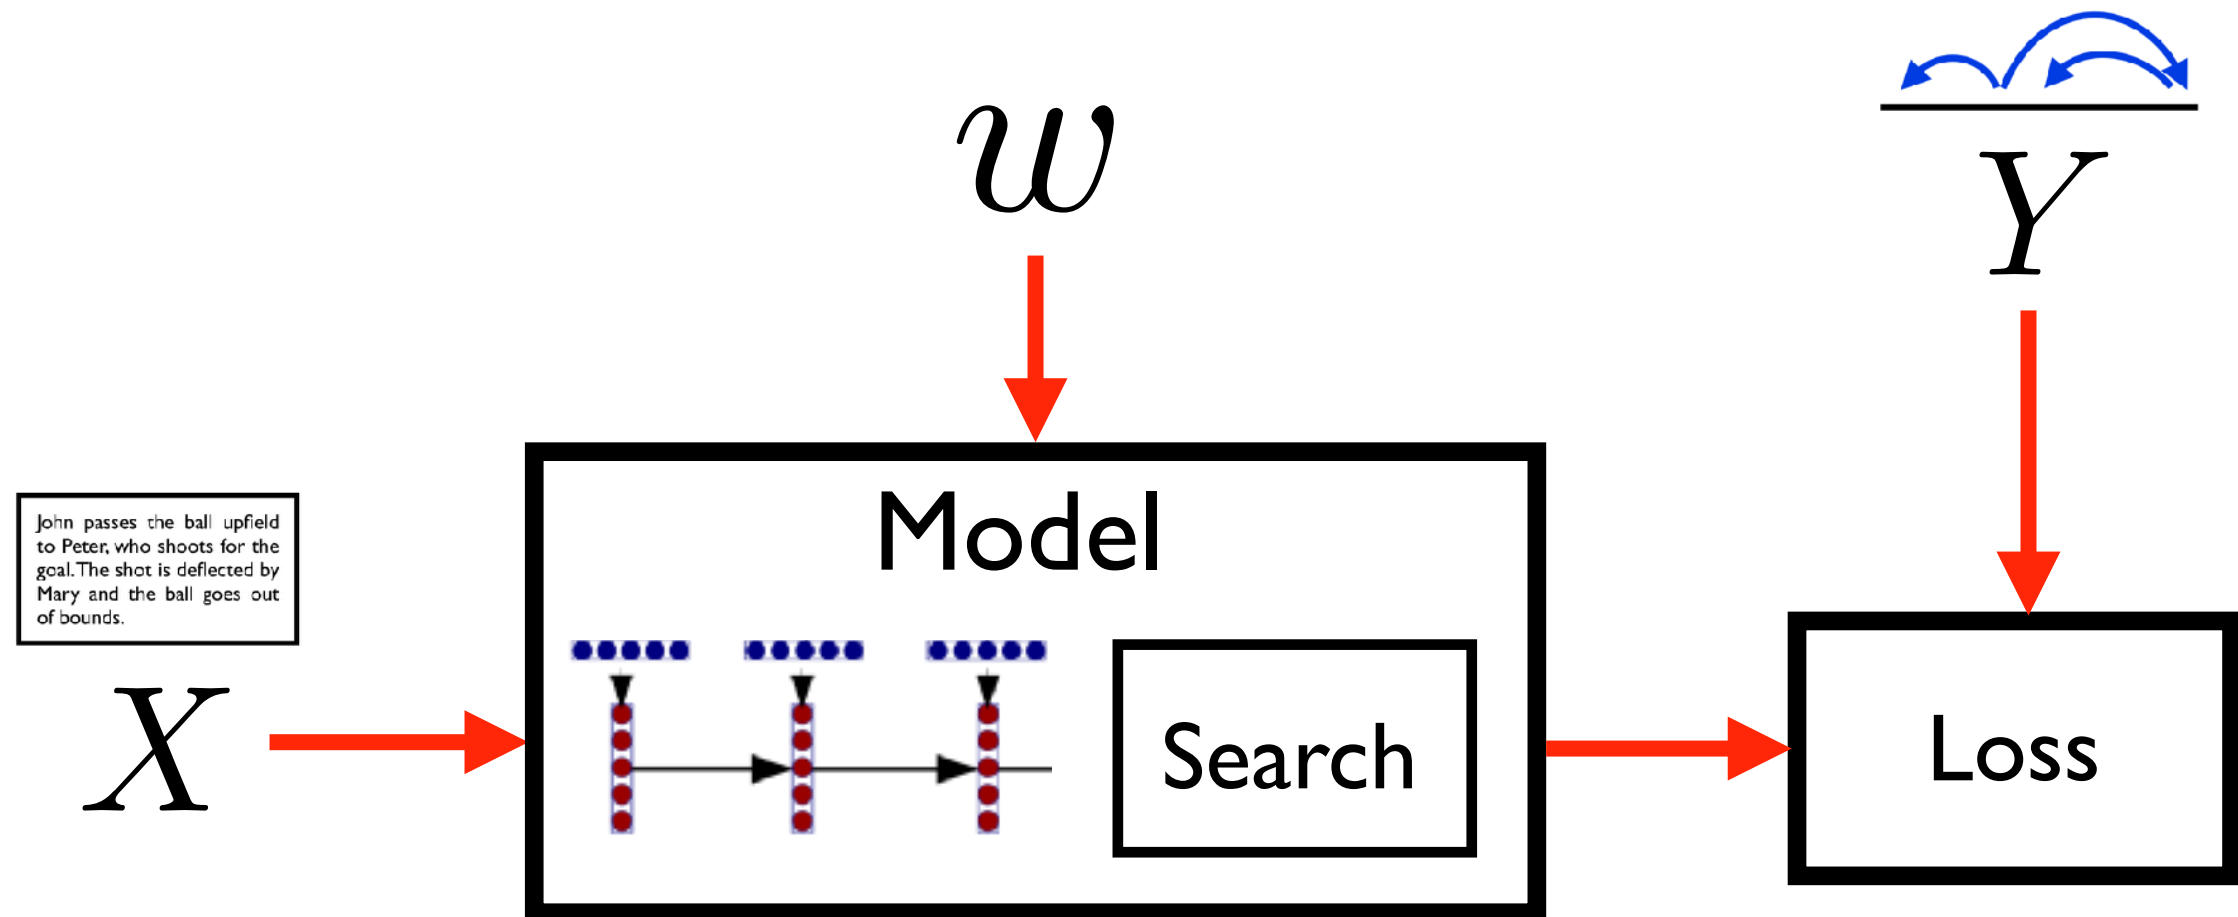 w
Y
John passes the ball upfield
to Peter, who shoots for the
goal. The shot is deflected by
Mary and the ball goes out
of bounds.
X
Model
Search
Loss